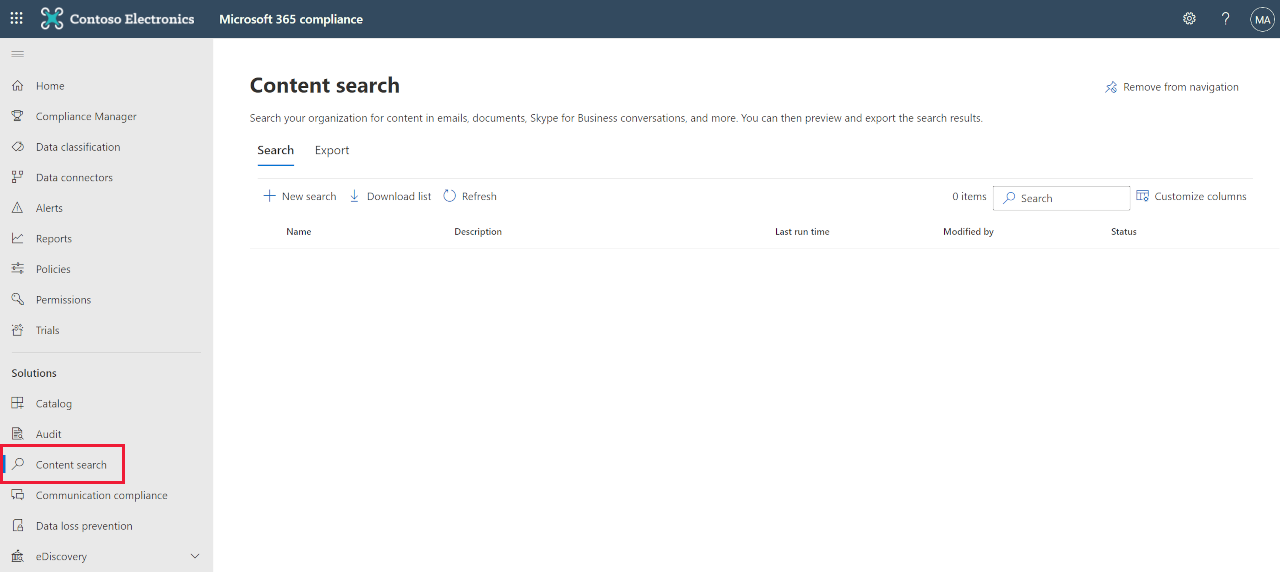 Contoso Electronics Microsoft 365 compliance ? MA
Home
Compliance Manager
Data classification
Data connectors
Alerts
Reports
Policies
Permissions
Trials
Solutions
Catalog
Audit
Content search
Communication compliance
Data loss prevention
eDiscovery
Content search
Remove from navigation
Search your organization for content in emails, documents, Skype for Business conversations, and more. You can then preview and export the search results.
Search Export
New search Download list Refresh 0 items Search Customize columns
Name Description Last run time Modified by Status